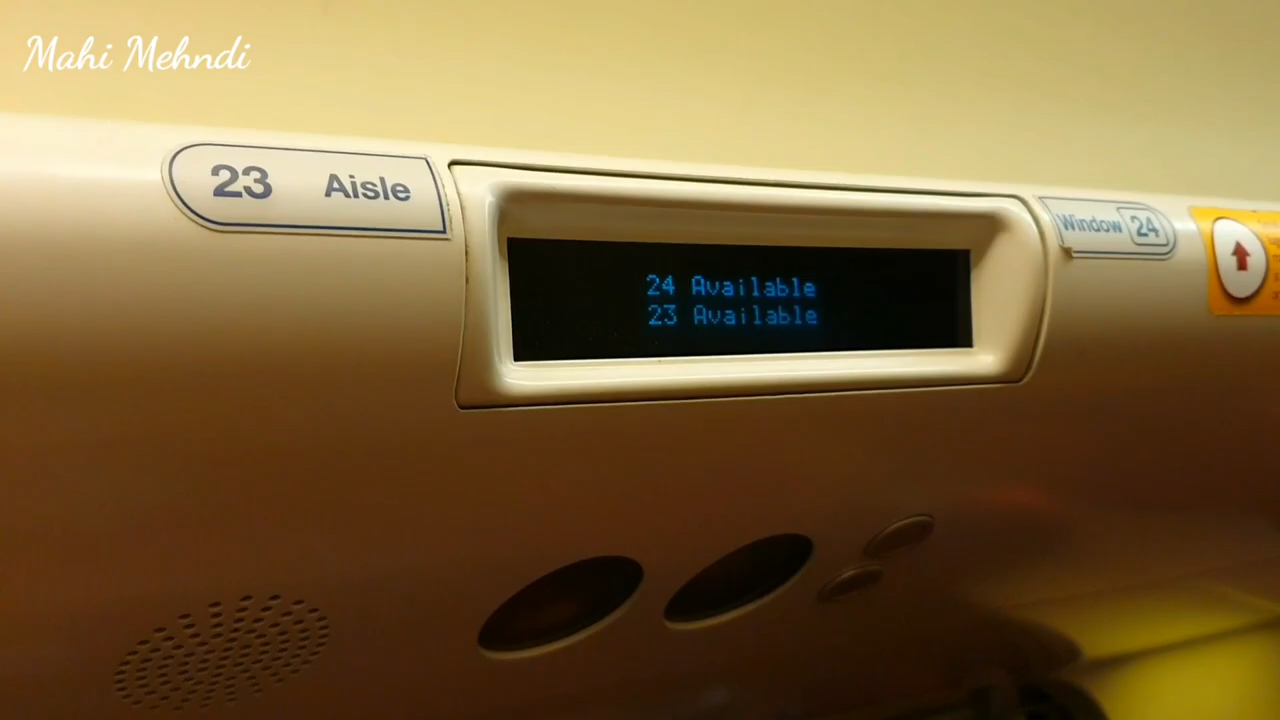 Mahi Mehndi
23 Aisle
24 Available
23 Available
Window 24